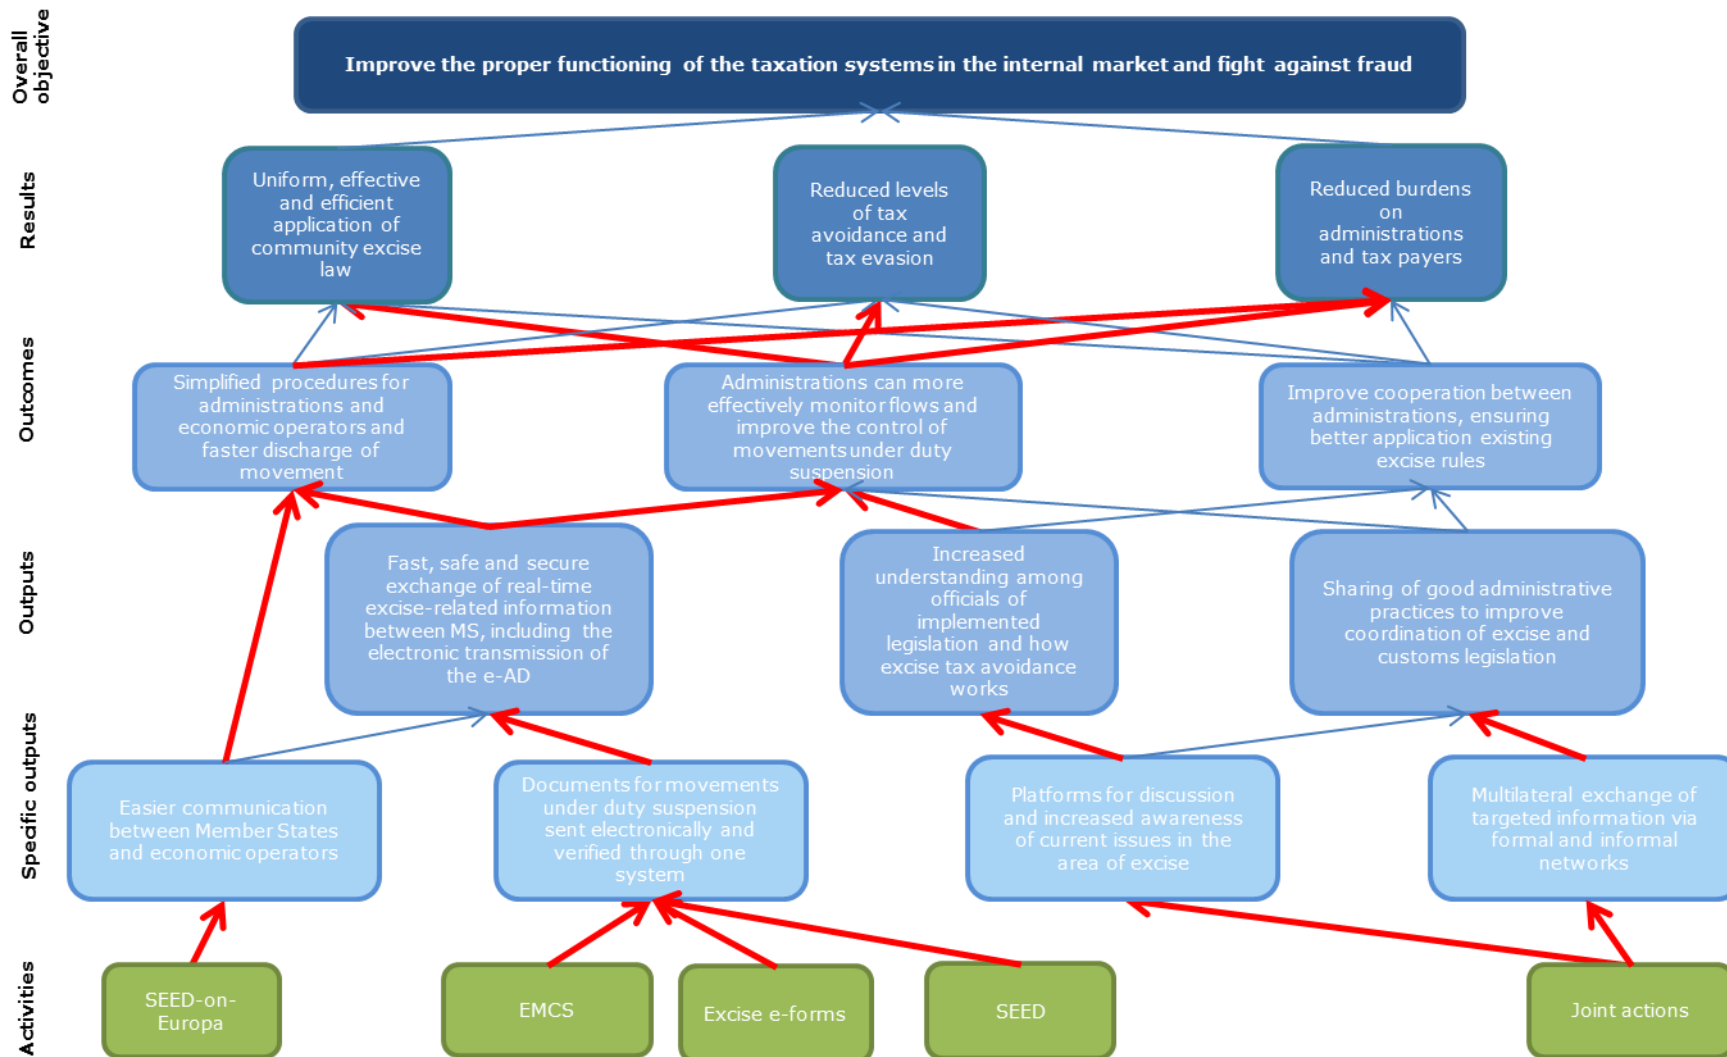 Overall
objective
Improve the proper functioning of the taxation systems in the internal market and fight against fraud
Results
Uniform, effective
and efficient
application of
community excise
law
Reduced levels
of tax
avoidance and
tax evasion
Reduced burdens
on
administrations
and tax payers
Outcomes
Simplified procedures for
administrations and
economic operators and
faster discharge of
movement
Administrations can more
effectively monitor flows and
improve the control of
movements under duty
suspension
Improve cooperation between
administrations, ensuring
better application existing
excise rules
Outputs
Fast, safe and secure
exchange of real-time
excise-related information
between MS, including the
electronic transmission of
the e-AD
Increased
understanding among
officials of
implemented
legislation and how
excise tax avoidance
works
Sharing of good administrative
practices to improve
coordination of excise and
customs legislation
Specific outputs
Easier communication
between Member States
and economic operators
Documents for movements
under duty suspension
sent electronically and
verified through one
system
Platforms for discussion
and increased awareness
of current issues in the
area of excise
Multilateral exchange of
targeted information via
formal and informal
networks
Activities
SEED-on-
Europa
EMCS
Excise e-forms
SEED
Joint actions